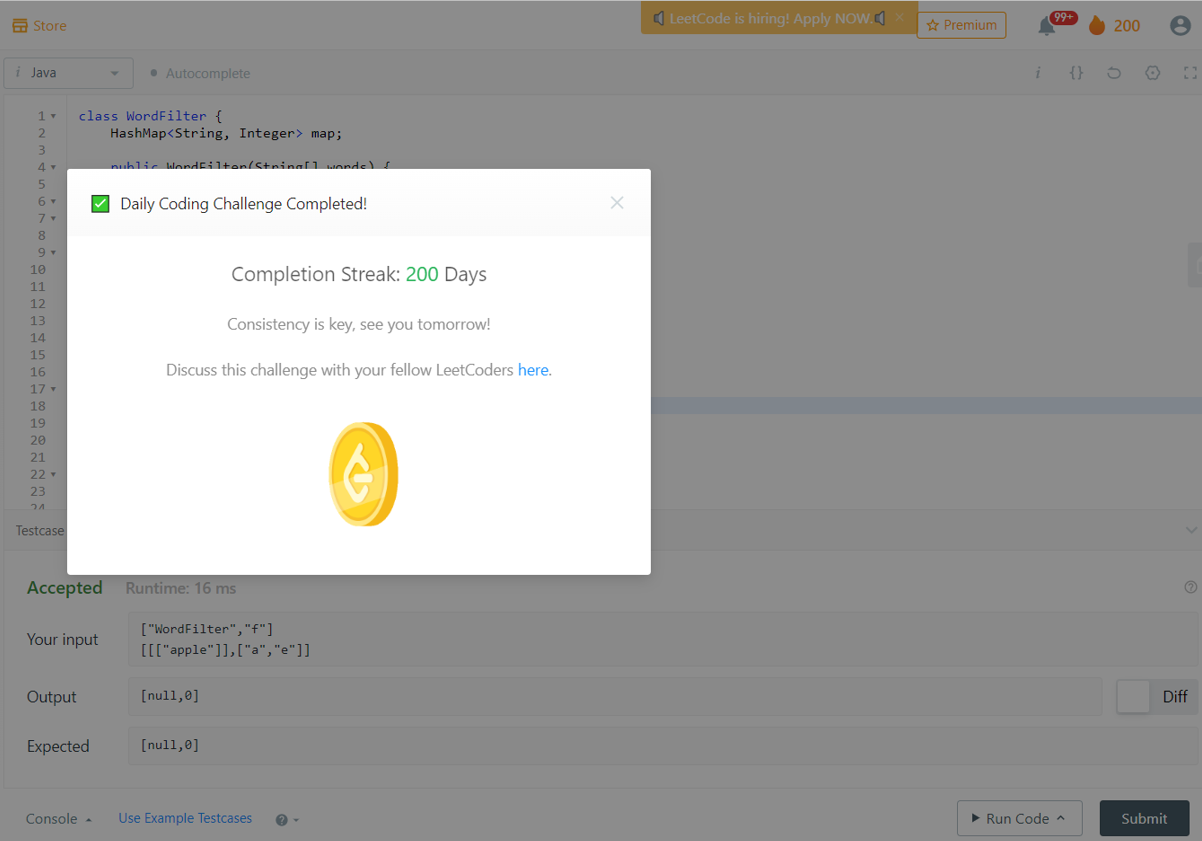 Store
LeetCode is hiring! Apply NOW.
Premium
99+
200
Java
Autocomplete
1 class WordFilter {
2 HashMap<String, Integer> map;
3
4 public WordFilter(String[] words) {
5
6
7
8
9
10
11
12
13
14
15
16
17
18
19
20
21
22
23
24
Daily Coding Challenge Completed!
Completion Streak: 200 Days
Consistency is key, see you tomorrow!
Discuss this challenge with your fellow LeetCoders here.
Testcase
Accepted Runtime: 16 ms
Your input
["WordFilter","f"]
[[["apple"]],["a","e"]]
Output
[null,0]
Diff
Expected
[null,0]
Console
Use Example Testcases
Run Code
Submit